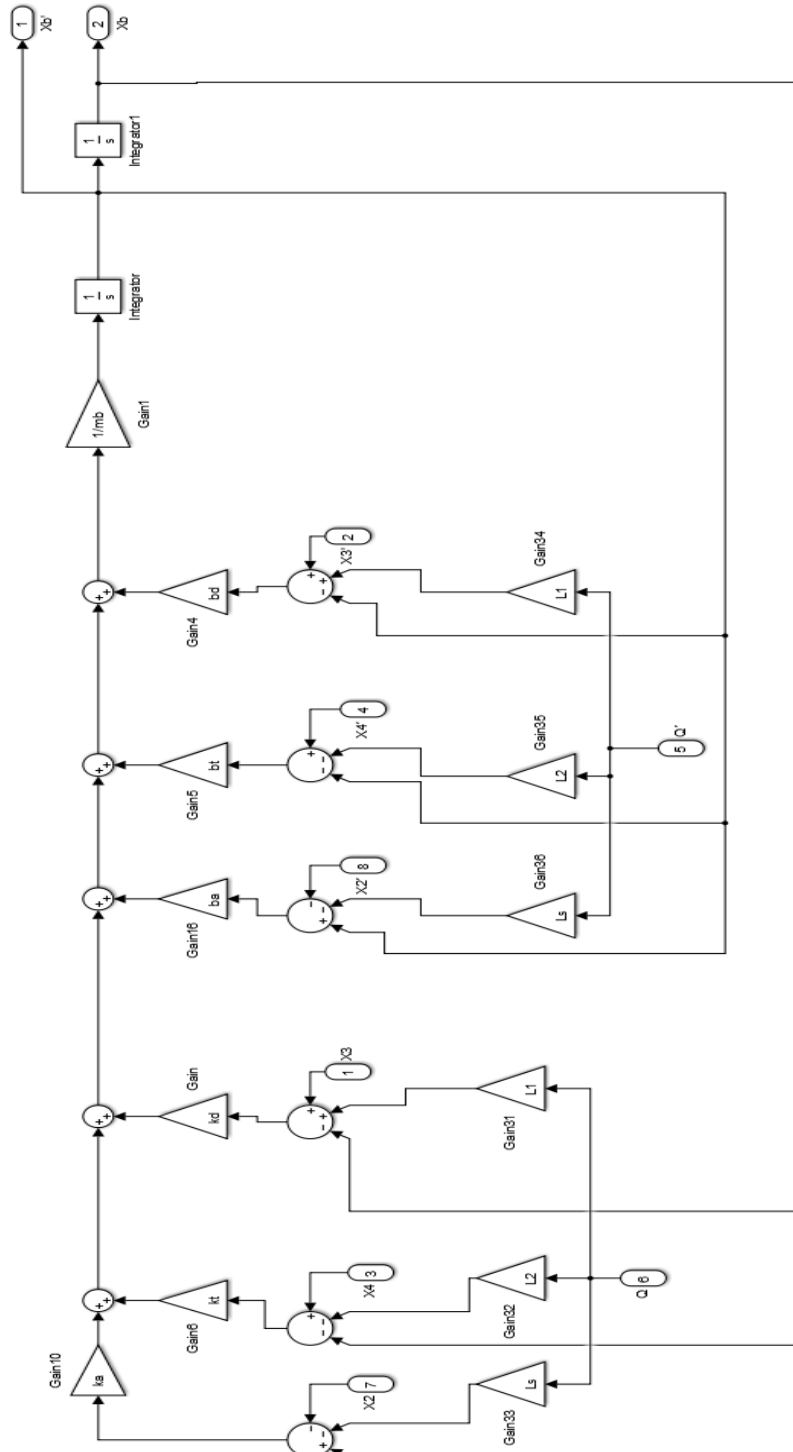 1
Xb'
2
Xb
1
s
Integrator1
1
s
Integrator
1/mb
Gain1
+
+
+
+
+
+
+
+
+
+
bd
Gain4
bt
Gain5
ba
Gain16
kd
Gain
kt
Gain6
ka
Gain10
+
+
-
2
X3'
+
-
-
4
X4'
-
-
+
8
X2'
+
+
-
1
X3
+
-
-
3
X4
-
-
+
7
X2
L1
Gain34
L2
Gain35
Ls
Gain36
5
Q'
L1
Gain31
L2
Gain32
Ls
Gain33
6
Q